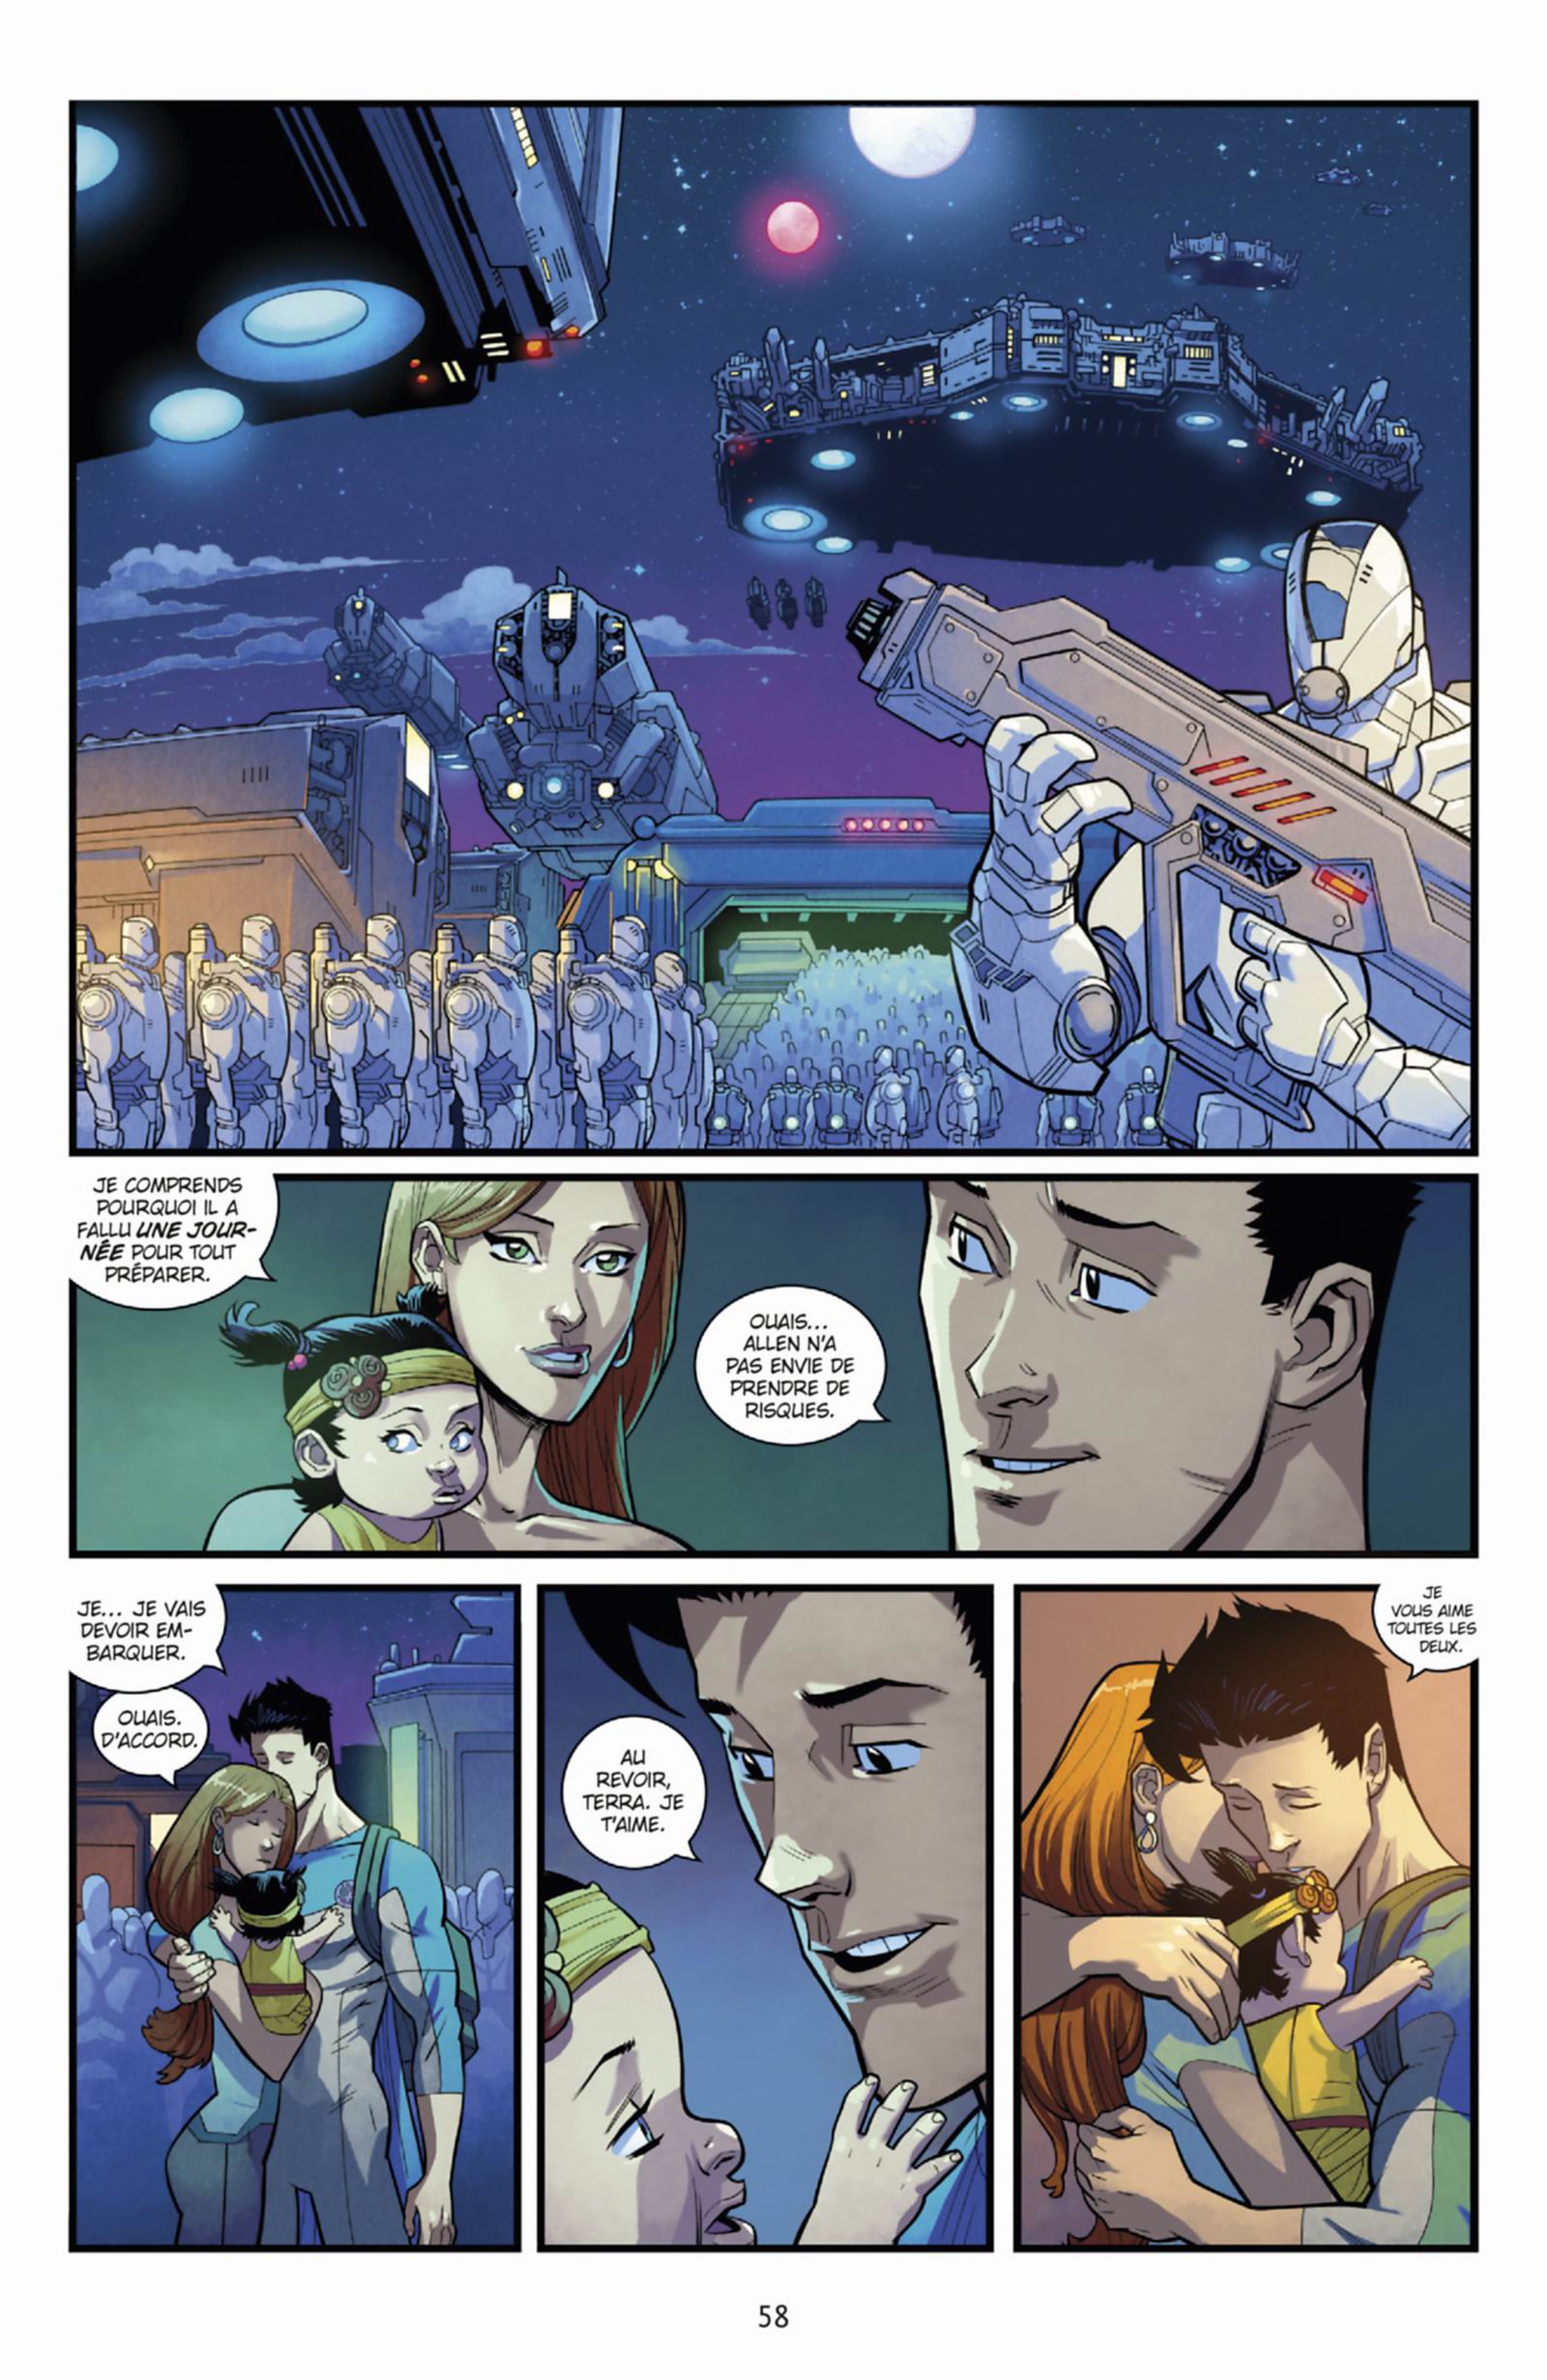 JE COMPRENDS
POURQUOI IL A
FALLU UNE JOUR-
NÉE POUR TOUT
PRÉPARER.
OUAIS...
ALLEN N'A
PAS ENVIE DE
PRENDRE DE
RISQUES.
JE... JE VAIS
DEVOIR EM-
BARQUER.
OUAIS.
D'ACCORD.
AU
REVOIR,
TERRA. JE
T'AIME.
JE
VOUS AIME
TOUTES LES
DEUX.
58